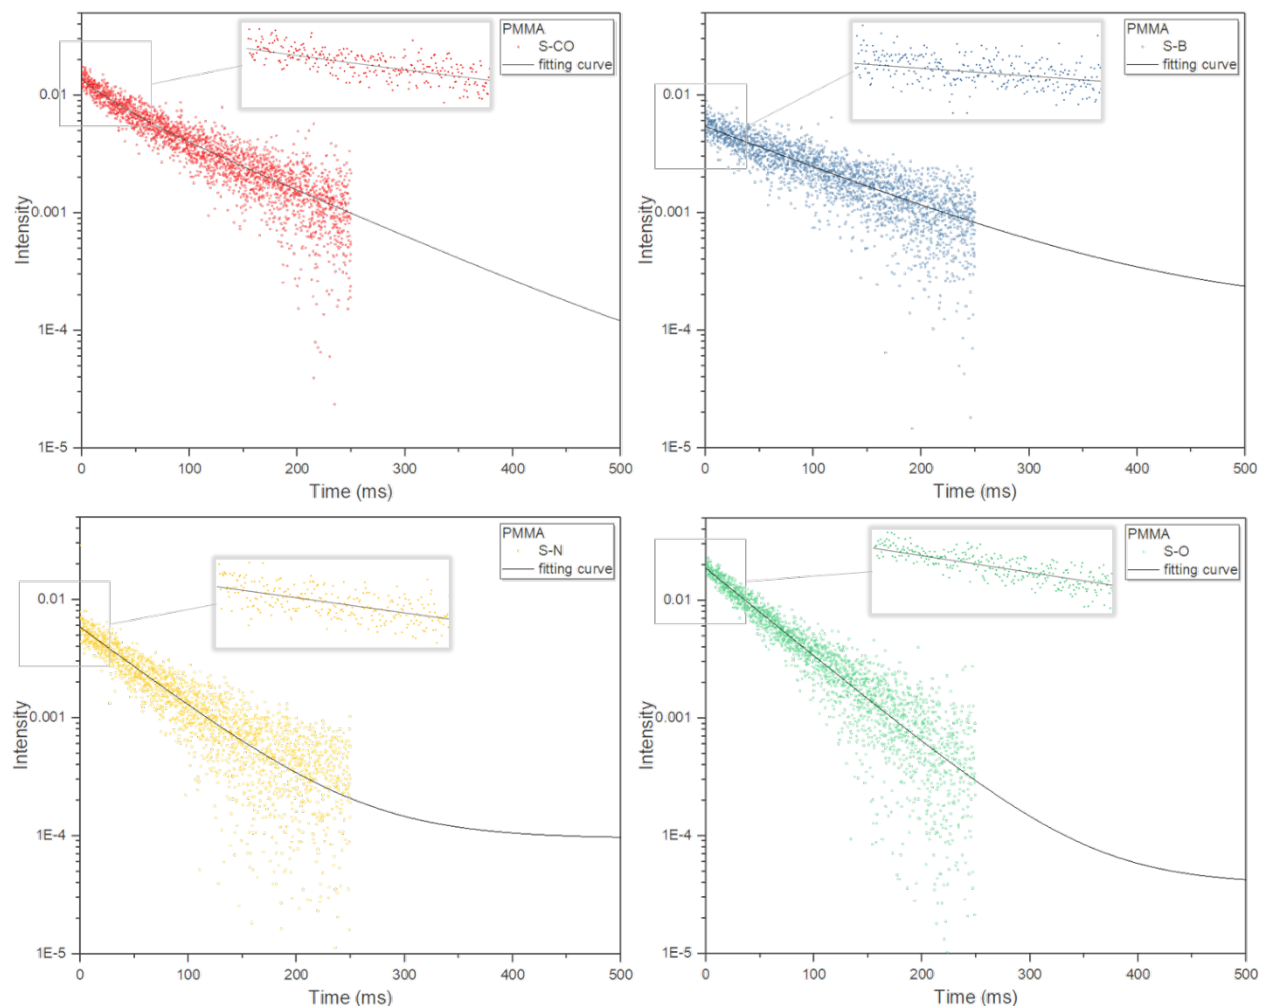 PMMA
S-CO
fitting curve
0.01
0.001
1E-4
1E-5
Intensity
0 100 200 300 400 500
Time (ms)
PMMA
S-B
fitting curve
0.01
0.001
1E-4
1E-5
Intensity
0 100 200 300 400 500
Time (ms)
PMMA
S-N
fitting curve
0.01
0.001
1E-4
1E-5
Intensity
0 100 200 300 400 500
Time (ms)
PMMA
S-O
fitting curve
0.01
0.001
1E-4
1E-5
Intensity
0 100 200 300 400 500
Time (ms)